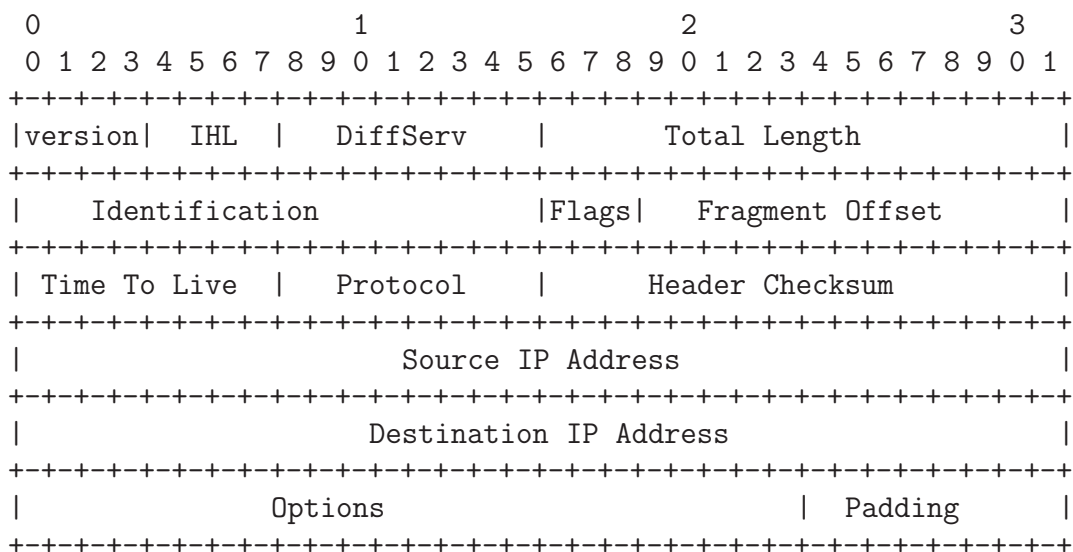 0                   1                   2                   3
 0 1 2 3 4 5 6 7 8 9 0 1 2 3 4 5 6 7 8 9 0 1 2 3 4 5 6 7 8 9 0 1
+-+-+-+-+-+-+-+-+-+-+-+-+-+-+-+-+-+-+-+-+-+-+-+-+-+-+-+-+-+-+-+-+
|version|  IHL  |   DiffServ    |       Total Length            |
+-+-+-+-+-+-+-+-+-+-+-+-+-+-+-+-+-+-+-+-+-+-+-+-+-+-+-+-+-+-+-+-+
|    Identification             |Flags|   Fragment Offset       |
+-+-+-+-+-+-+-+-+-+-+-+-+-+-+-+-+-+-+-+-+-+-+-+-+-+-+-+-+-+-+-+-+
| Time To Live  |   Protocol    |      Header Checksum          |
+-+-+-+-+-+-+-+-+-+-+-+-+-+-+-+-+-+-+-+-+-+-+-+-+-+-+-+-+-+-+-+-+
|                       Source IP Address                       |
+-+-+-+-+-+-+-+-+-+-+-+-+-+-+-+-+-+-+-+-+-+-+-+-+-+-+-+-+-+-+-+-+
|                     Destination IP Address                    |
+-+-+-+-+-+-+-+-+-+-+-+-+-+-+-+-+-+-+-+-+-+-+-+-+-+-+-+-+-+-+-+-+
|               Options                         |  Padding      |
+-+-+-+-+-+-+-+-+-+-+-+-+-+-+-+-+-+-+-+-+-+-+-+-+-+-+-+-+-+-+-+-+